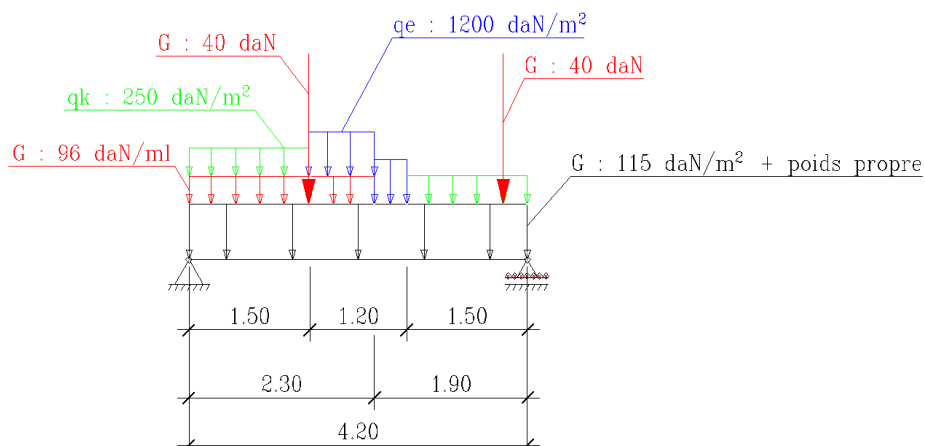 qe : 1200 daN/m²
G : 40 daN
G : 40 daN
qk : 250 daN/m²
G : 96 daN/ml
G : 115 daN/m² + poids propre
1.50
1.20
1.50
2.30
1.90
4.20